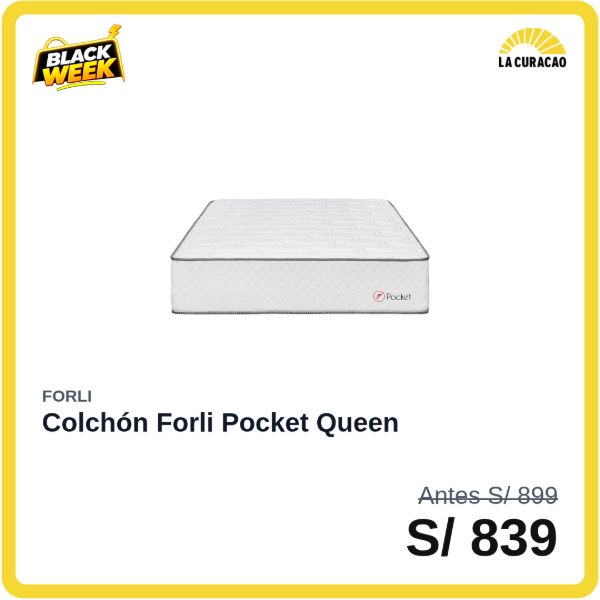 BLACK
WEEK
LA CURACAO
Pocket
FORLI
Colchón Forli Pocket Queen
Antes S/ 899
S/ 839